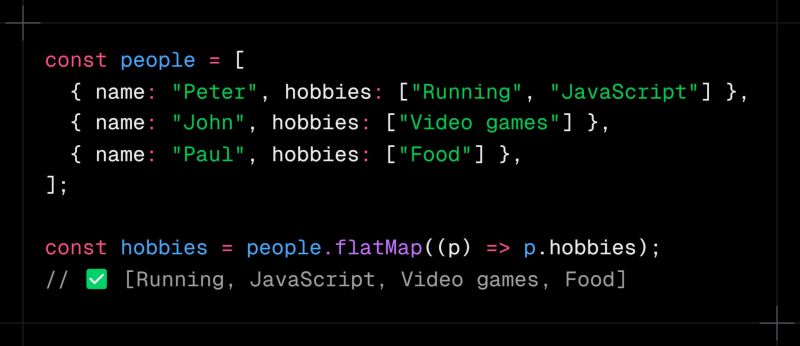 const people = [
  { name: "Peter", hobbies: ["Running", "JavaScript"] },
  { name: "John", hobbies: ["Video games"] },
  { name: "Paul", hobbies: ["Food"] },
];

const hobbies = people.flatMap((p) => p.hobbies);
// ✅ [Running, JavaScript, Video games, Food]